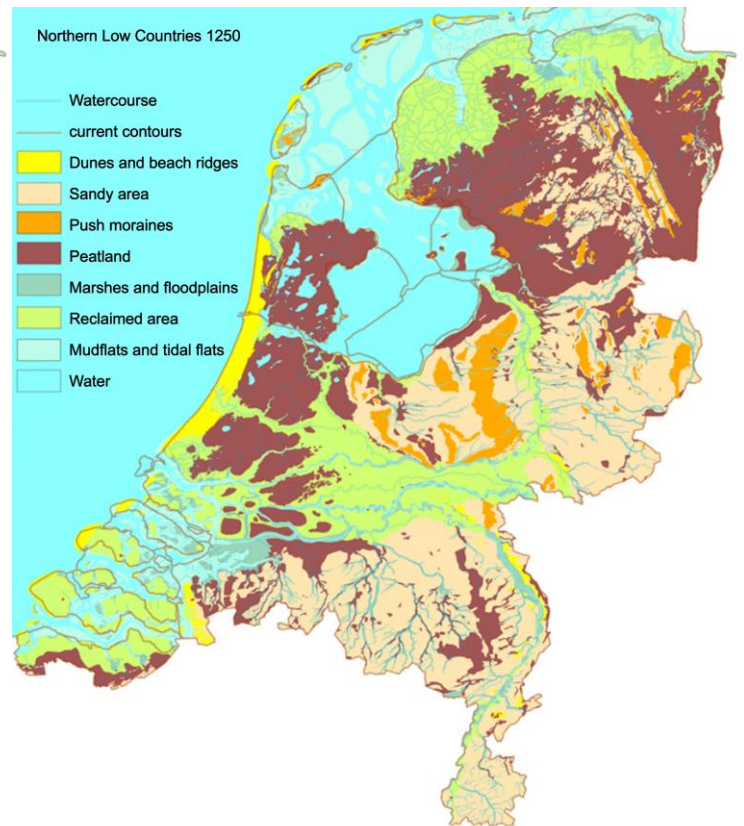 Northern Low Countries 1250
Watercourse
current contours
Dunes and beach ridges
Sandy area
Push moraines
Peatland
Marshes and floodplains
Reclaimed area
Mudflats and tidal flats
Water